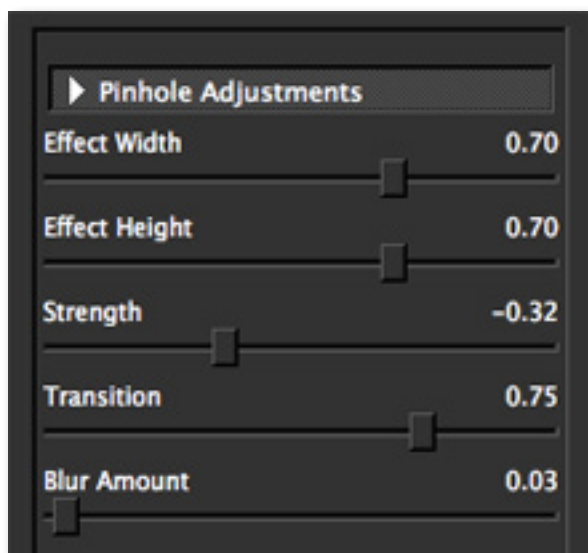 Pinhole Adjustments
Effect Width 0.70
Effect Height 0.70
Strength -0.32
Transition 0.75
Blur Amount 0.03